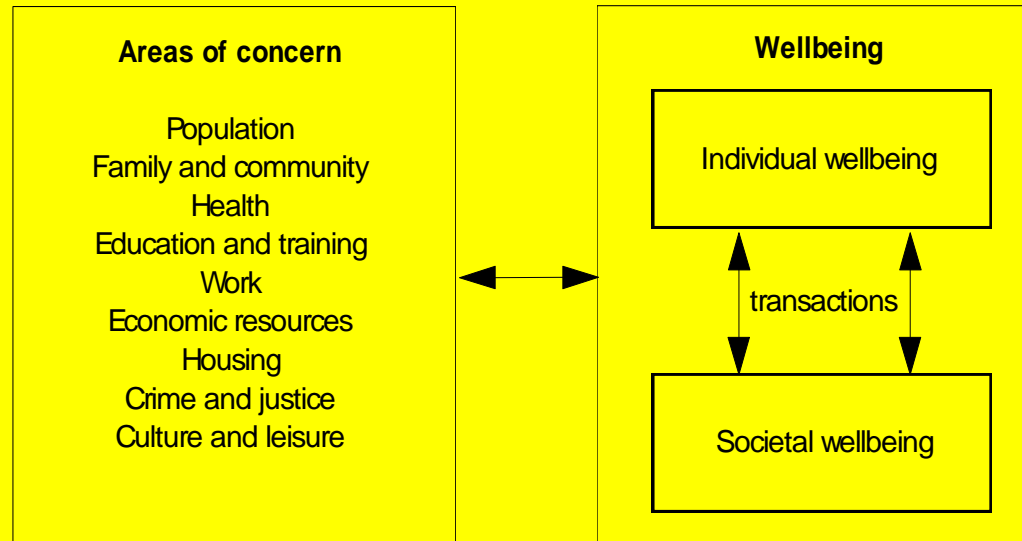 Areas of concern
Population
Family and community
Health
Education and training
Work
Economic resources
Housing
Crime and justice
Culture and leisure
Wellbeing
Individual wellbeing
transactions
Societal wellbeing